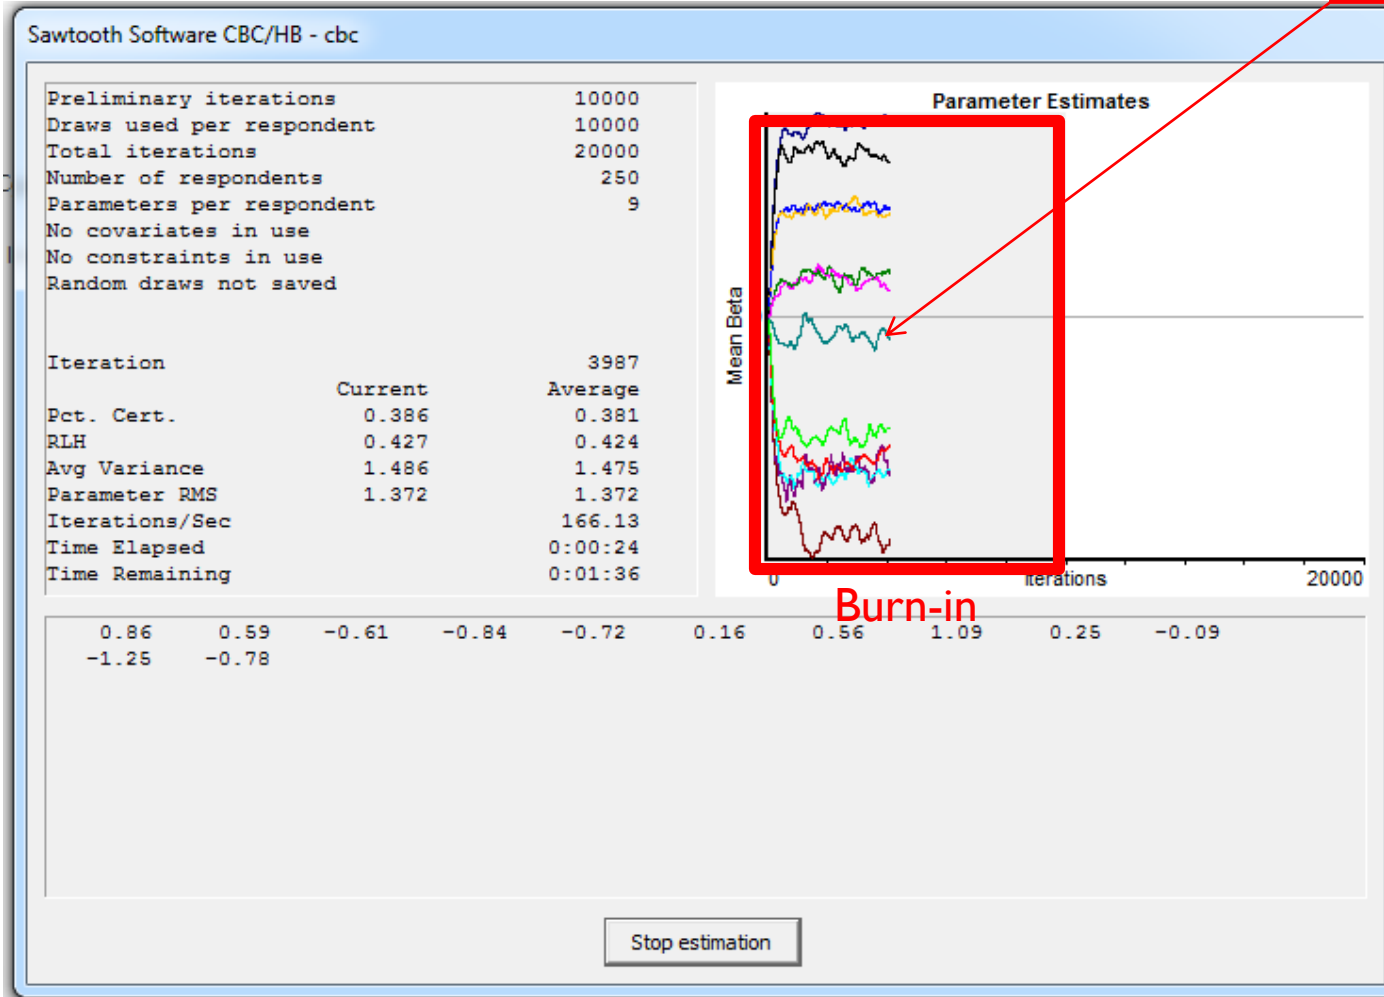 Sawtooth Software CBC/HB - cbc
Preliminary iterations 10000
Draws used per respondent 10000
Total iterations 20000
Number of respondents 250
Parameters per respondent 9
No covariates in use
No constraints in use
Random draws not saved
Iteration 3987
Current Average
Pct. Cert. 0.386 0.381
RLH 0.427 0.424
Avg Variance 1.486 1.475
Parameter RMS 1.372 1.372
Iterations/Sec 166.13
Time Elapsed 0:00:24
Time Remaining 0:01:36
Parameter Estimates
Mean Beta
0 Iterations 20000
Burn-in
0.86 0.59 -0.61 -0.84 -0.72 0.16 0.56 1.09 0.25 -0.09
-1.25 -0.78
Stop estimation